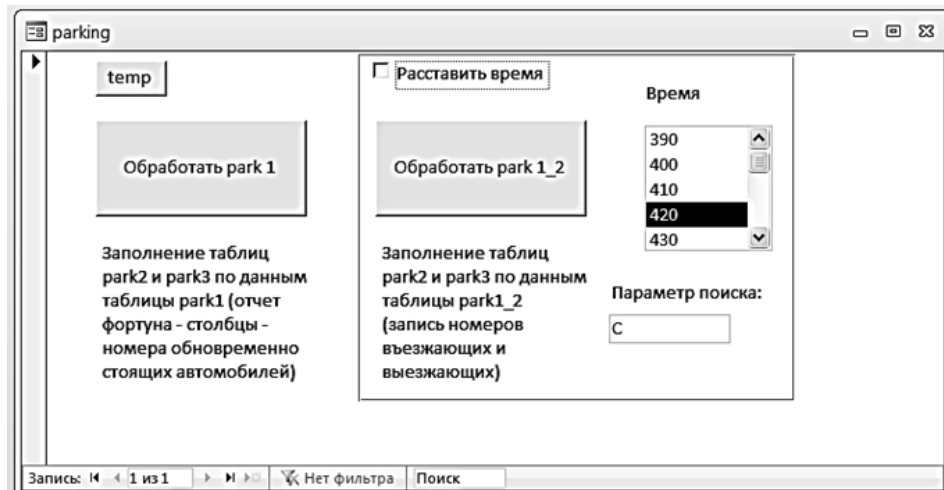 parking
temp
Расставить время
Время
Обработать park 1
Обработать park 1_2
390
400
410
420
430
Заполнение таблиц
park2 и park3 по данным
таблицы park1 (отчет
фортуна - столбцы -
номера обновременно
стоящих автомобилей)
Заполнение таблиц
park2 и park3 по данным
таблицы park1_2
(запись номеров
въезжающих и
выезжающих)
Параметр поиска:
С
Запись: 1 из 1 Нет фильтра Поиск